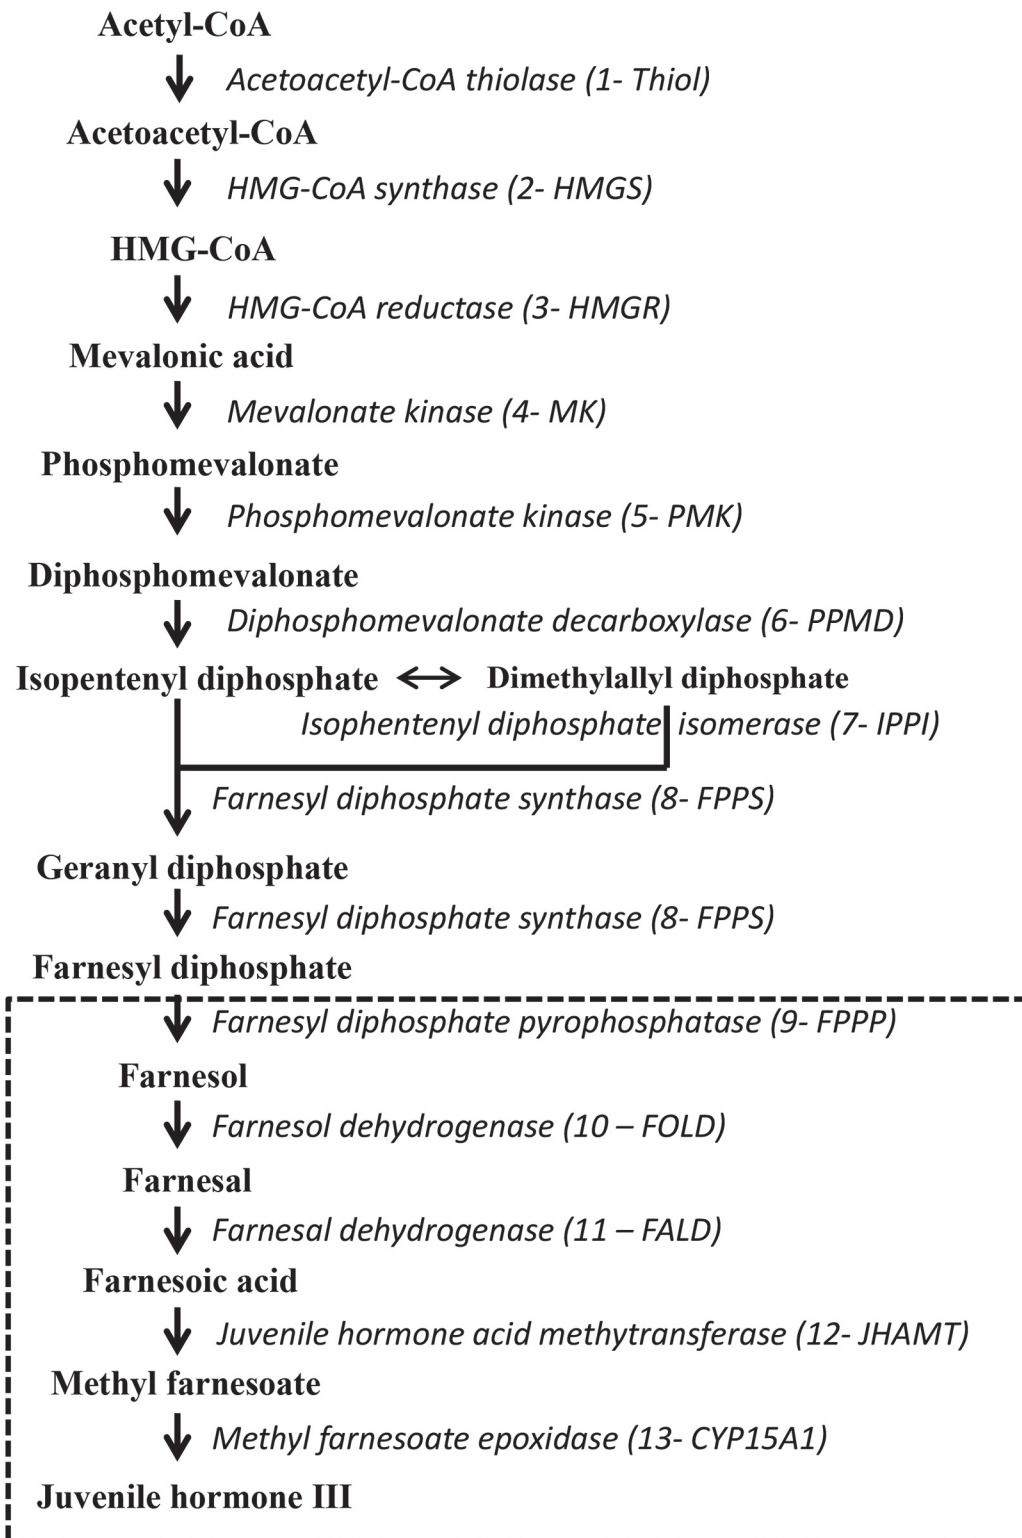 Acetyl-CoA
Acetoacetyl-CoA thiolase (1- Thiol)
Acetoacetyl-CoA
HMG-CoA synthase (2- HMGS)
HMG-CoA
HMG-CoA reductase (3- HMGR)
Mevalonic acid
Mevalonate kinase (4- MK)
Phosphomevalonate
Phosphomevalonate kinase (5- PMK)
Diphosphomevalonate
Diphosphomevalonate decarboxylase (6- PPMD)
Isopentenyl diphosphate Dimethylallyl diphosphate
Isophentenyl diphosphate isomerase (7- IPPI)
Farnesyl diphosphate synthase (8- FPPS)
Geranyl diphosphate
Farnesyl diphosphate synthase (8- FPPS)
Farnesyl diphosphate
Farnesyl diphosphate pyrophosphatase (9- FPPP)
Farnesol
Farnesol dehydrogenase (10 – FOLD)
Farnesal
Farnesal dehydrogenase (11 – FALD)
Farnesoic acid
Juvenile hormone acid methytransferase (12- JHAMT)
Methyl farnesoate
Methyl farnesoate epoxidase (13- CYP15A1)
Juvenile hormone III